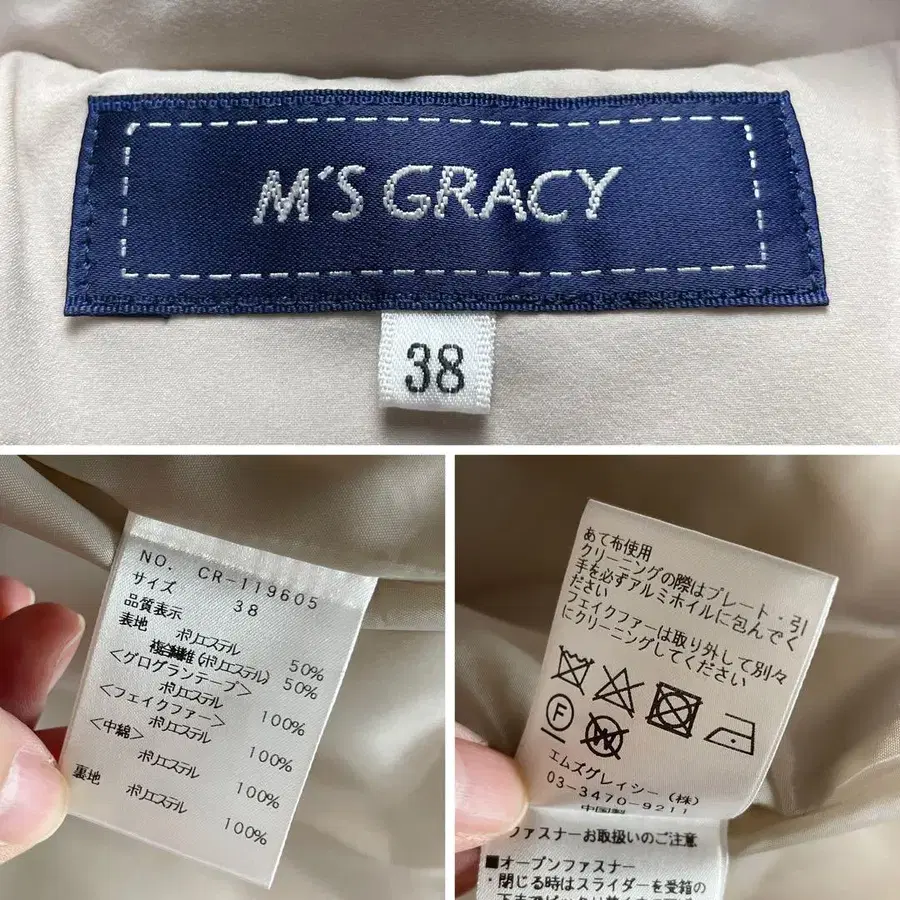 M'S GRACY
38
NO. CR-119605
サイズ 38
品質表示
表地 ポリエステル 50%
複合繊維(ポリエステル) 50%
<グログランテープ>
ポリエステル 100%
<フェイクファー>
ポリエステル 100%
<中綿>
ポリエステル 100%
裏地 ポリエステル 100%
あて布使用
クリーニングの際はプレート・引
手を必ずアルミホイルに包んでく
ださい
フェイクファーは取り外して別々
にクリーニングしてください
F
W
エムズグレイシー(株)
03-3470-9211
中国製
ファスナーお取扱いのご注意
■オープンファスナー
・閉じる時はスライダーを受箱の